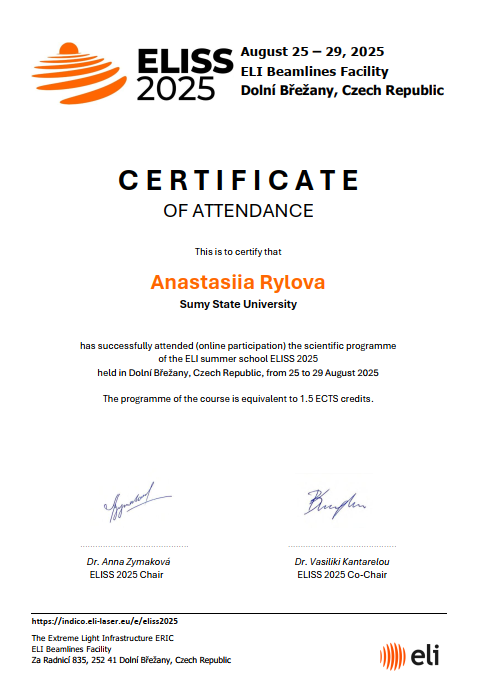 ELISS
2025
August 25 – 29, 2025
ELI Beamlines Facility
Dolní Břežany, Czech Republic
CERTIFICATE
OF ATTENDANCE
This is to certify that
Anastasiia Rylova
Sumy State University
has successfully attended (online participation) the scientific programme
of the ELI summer school ELISS 2025
held in Dolní Břežany, Czech Republic, from 25 to 29 August 2025
The programme of the course is equivalent to 1.5 ECTS credits.
Dr. Anna Zymaková
ELISS 2025 Chair
Dr. Vasiliki Kantarelou
ELISS 2025 Co-Chair
https://indico.eli-laser.eu/e/eliss2025
The Extreme Light Infrastructure ERIC
ELI Beamlines Facility
Za Radnicí 835, 252 41 Dolní Břežany, Czech Republic
eli